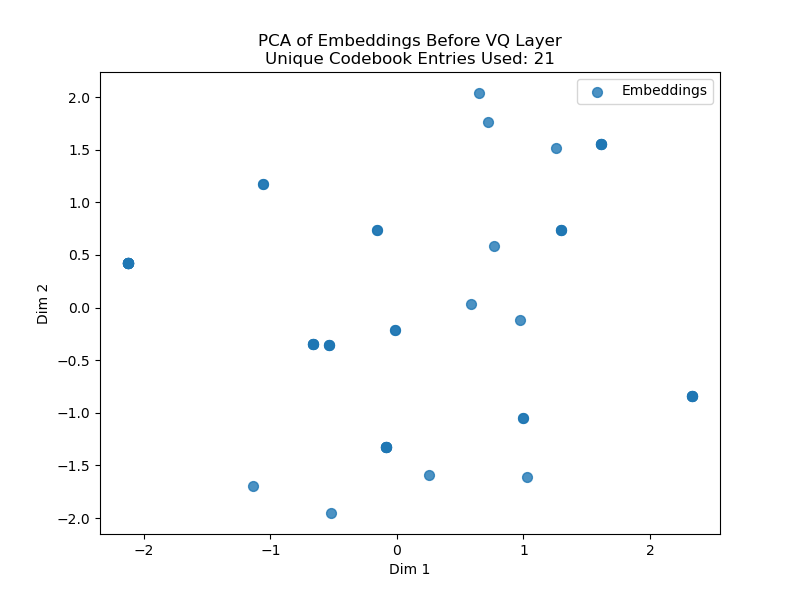 PCA of Embeddings Before VQ Layer
Unique Codebook Entries Used: 21
Embeddings
2.0
1.5
1.0
0.5
0.0
−0.5
−1.0
−1.5
−2.0
Dim 2
−2
−1
0
1
2
Dim 1